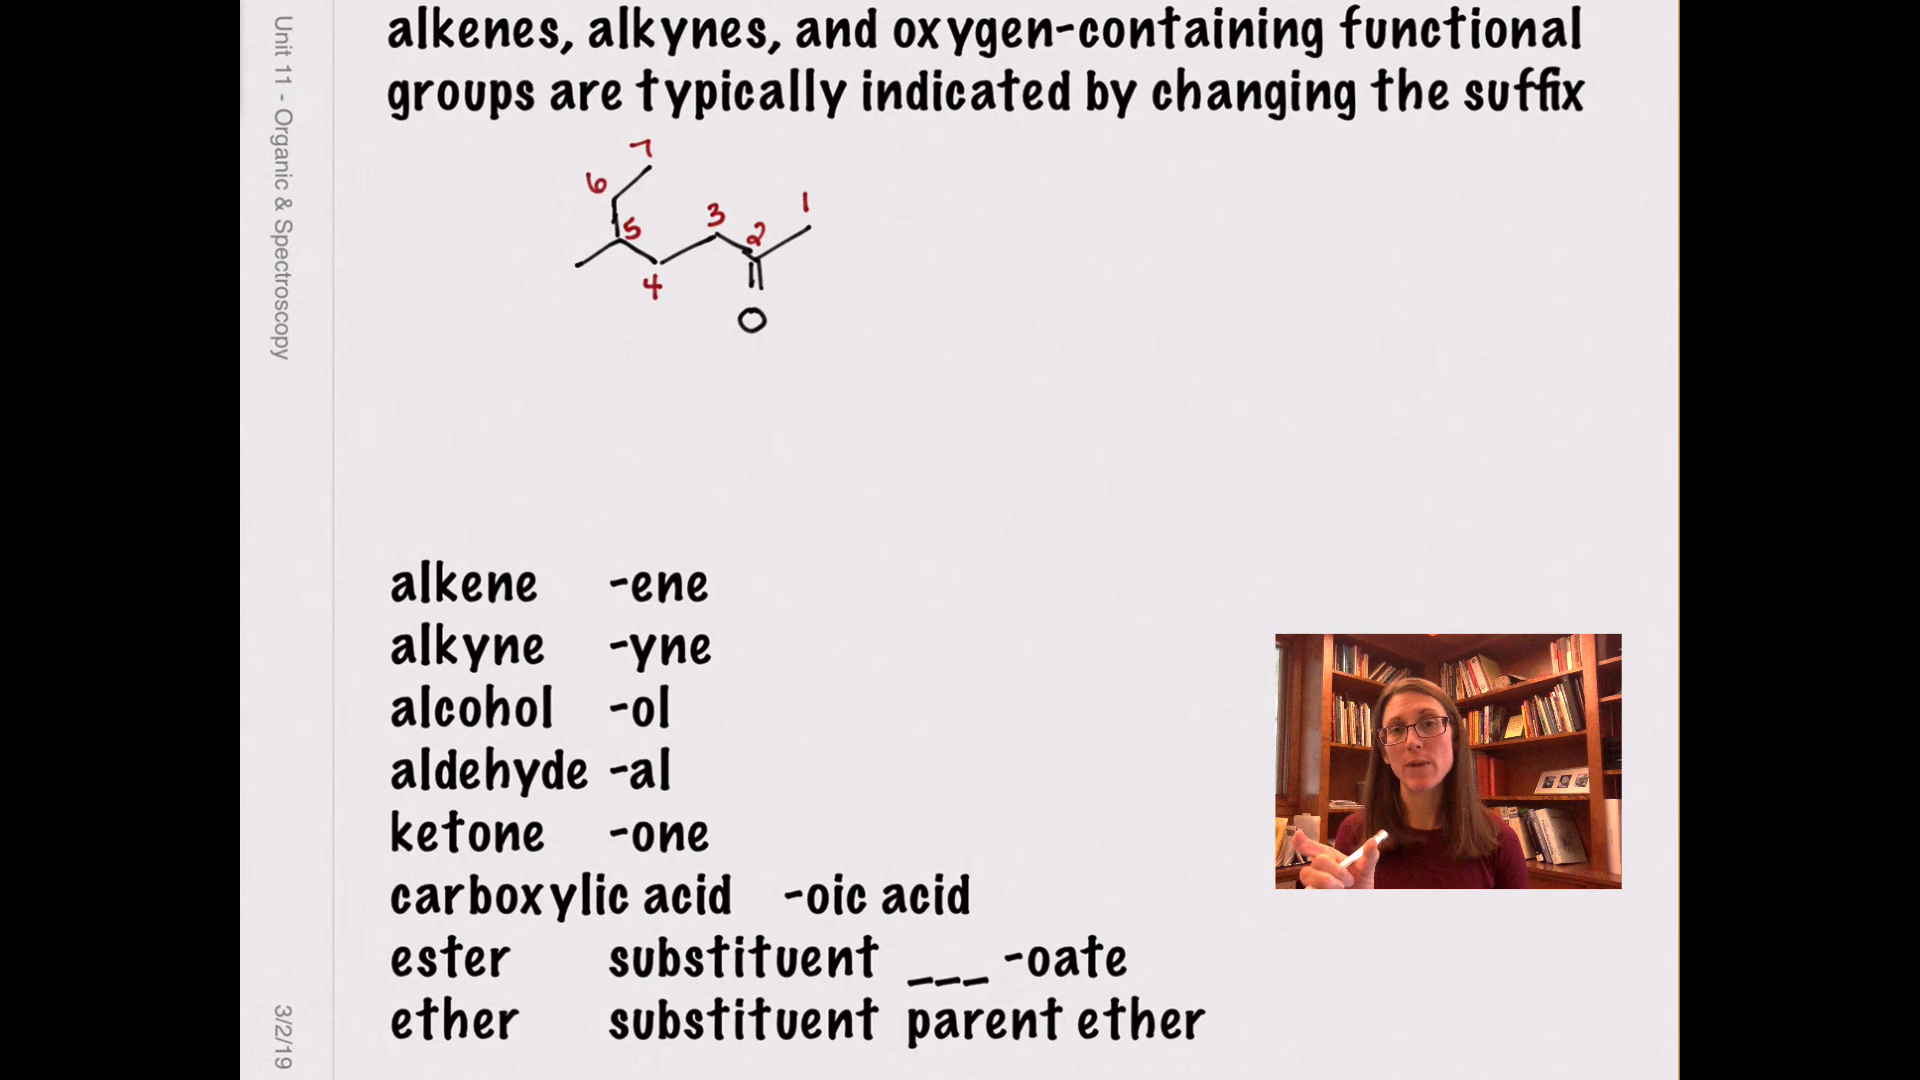 alkenes, alkynes, and oxygen-containing functional
groups are typically indicated by changing the suffix
7
6
5
3
2
1
4
O
alkene -ene
alkyne -yne
alcohol -ol
aldehyde -al
ketone -one
carboxylic acid -oic acid
ester substituent ___ -oate
ether substituent parent ether
Unit 11 - Organic & Spectroscopy
3/2/19